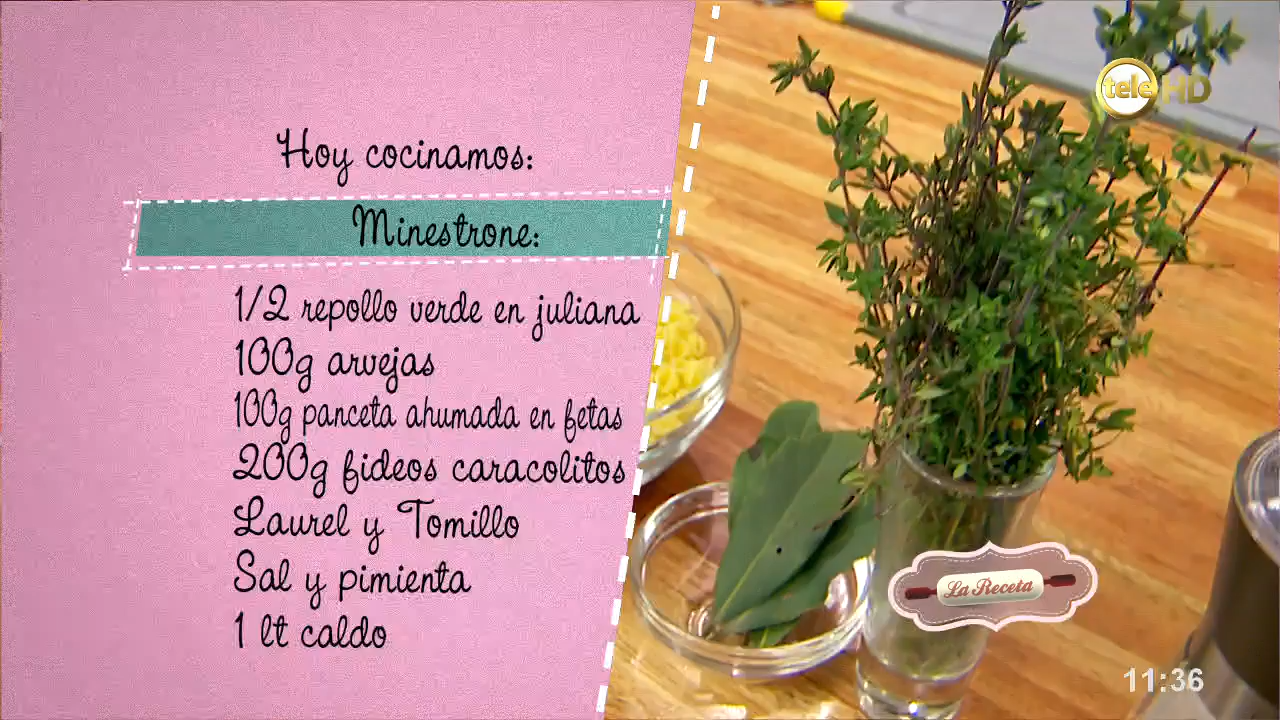 Hoy cocinamos:
Minestrone:
1/2 repollo verde en juliana
100g arvejas
100g panceta ahumada en fetas
200g fideos caracolitos
Laurel y Tomillo
Sal y pimienta
1 lt caldo
tele HD
La Receta
11:36